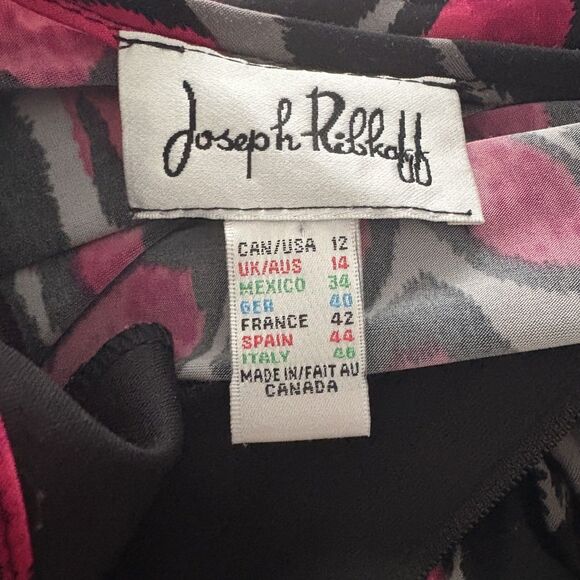 Joseph Ribkoff
CAN/USA 12
UK/AUS 14
MEXICO 34
GER 40
FRANCE 42
SPAIN 44
ITALY 46
MADE IN/FAIT AU
CANADA